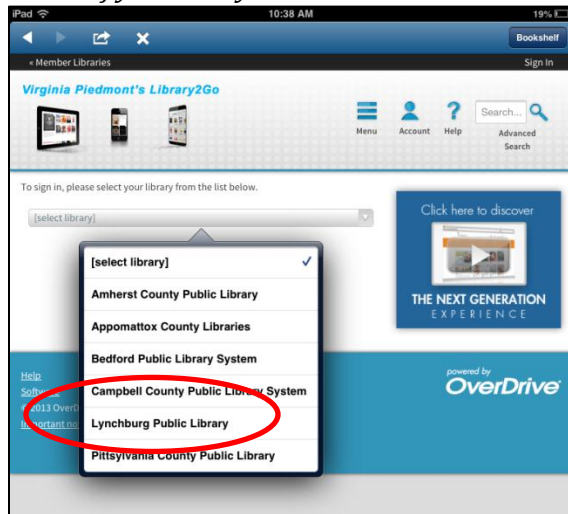 iPad 10:38 AM 19%
Bookshelf
« Member Libraries Sign In
Virginia Piedmont's Library2Go
Menu Account Help Search...
Advanced
Search
To sign in, please select your library from the list below.
[select library]
Click here to discover
THE NEXT GENERATION
EXPERIENCE
[select library]
Amherst County Public Library
Appomattox County Libraries
Bedford Public Library System
Campbell County Public Library System
Lynchburg Public Library
Pittsylvania County Public Library
Help
©2013
powered by
OverDrive